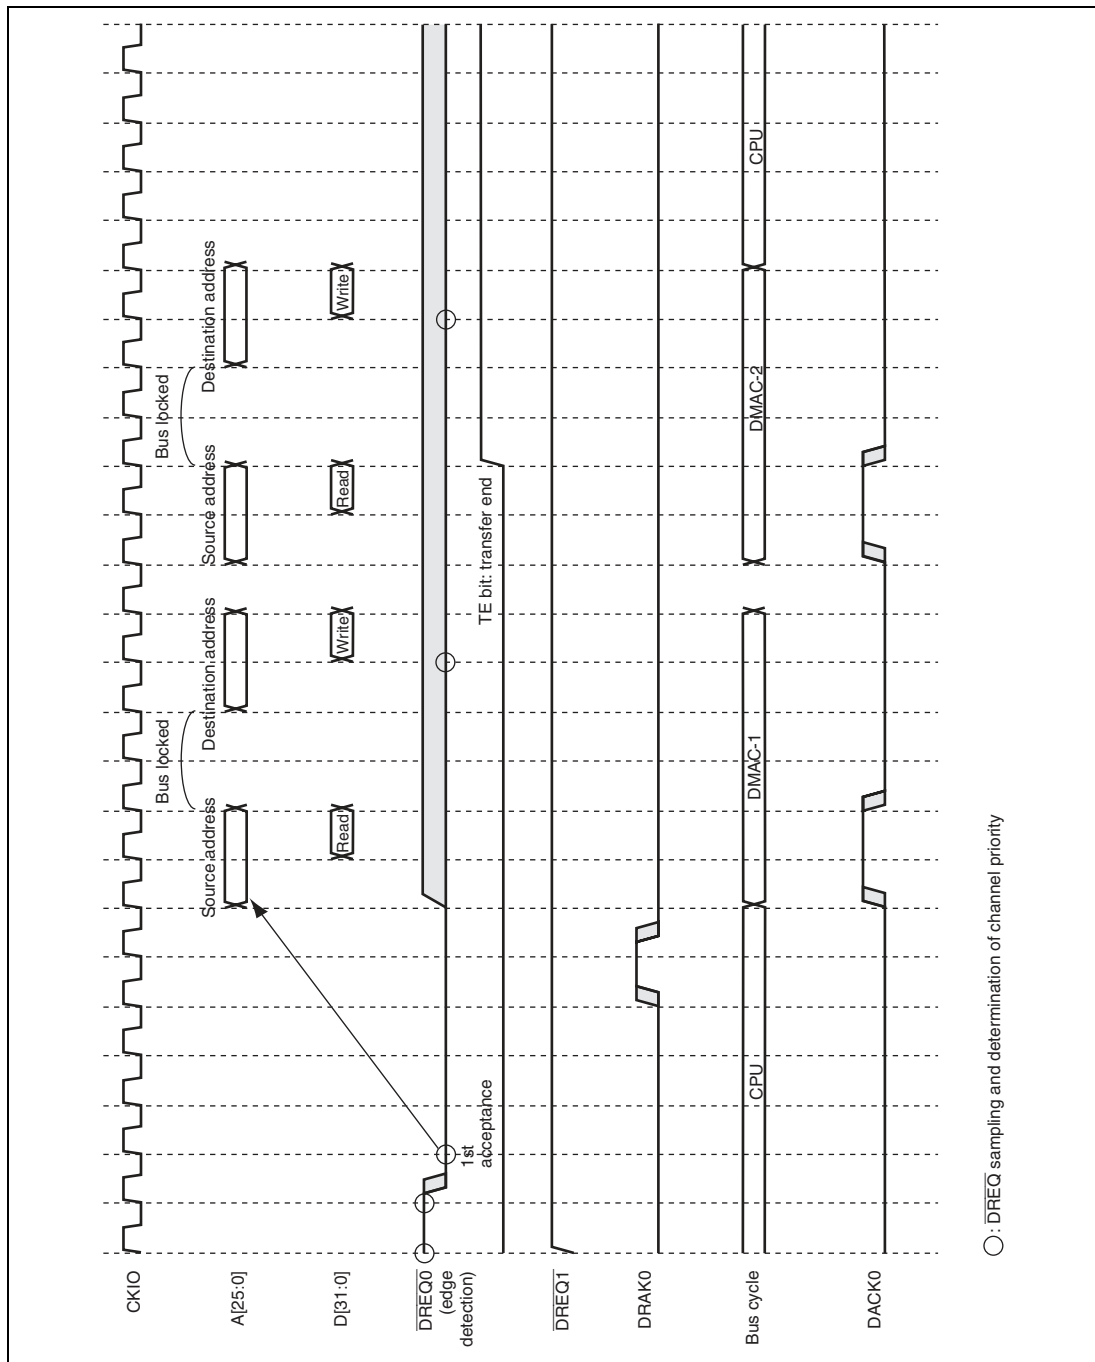 CKIO
Source address
Bus locked
Destination address
Source address
Bus locked
Destination address
A[25:0]
D[31:0]
Read
Write
Read
Write
DREQ0
(edge
detection)
1st
acceptance
TE bit: transfer end
DREQ1
DRAK0
Bus cycle
CPU
DMAC-1
DMAC-2
CPU
DACK0
: DREQ sampling and determination of channel priority